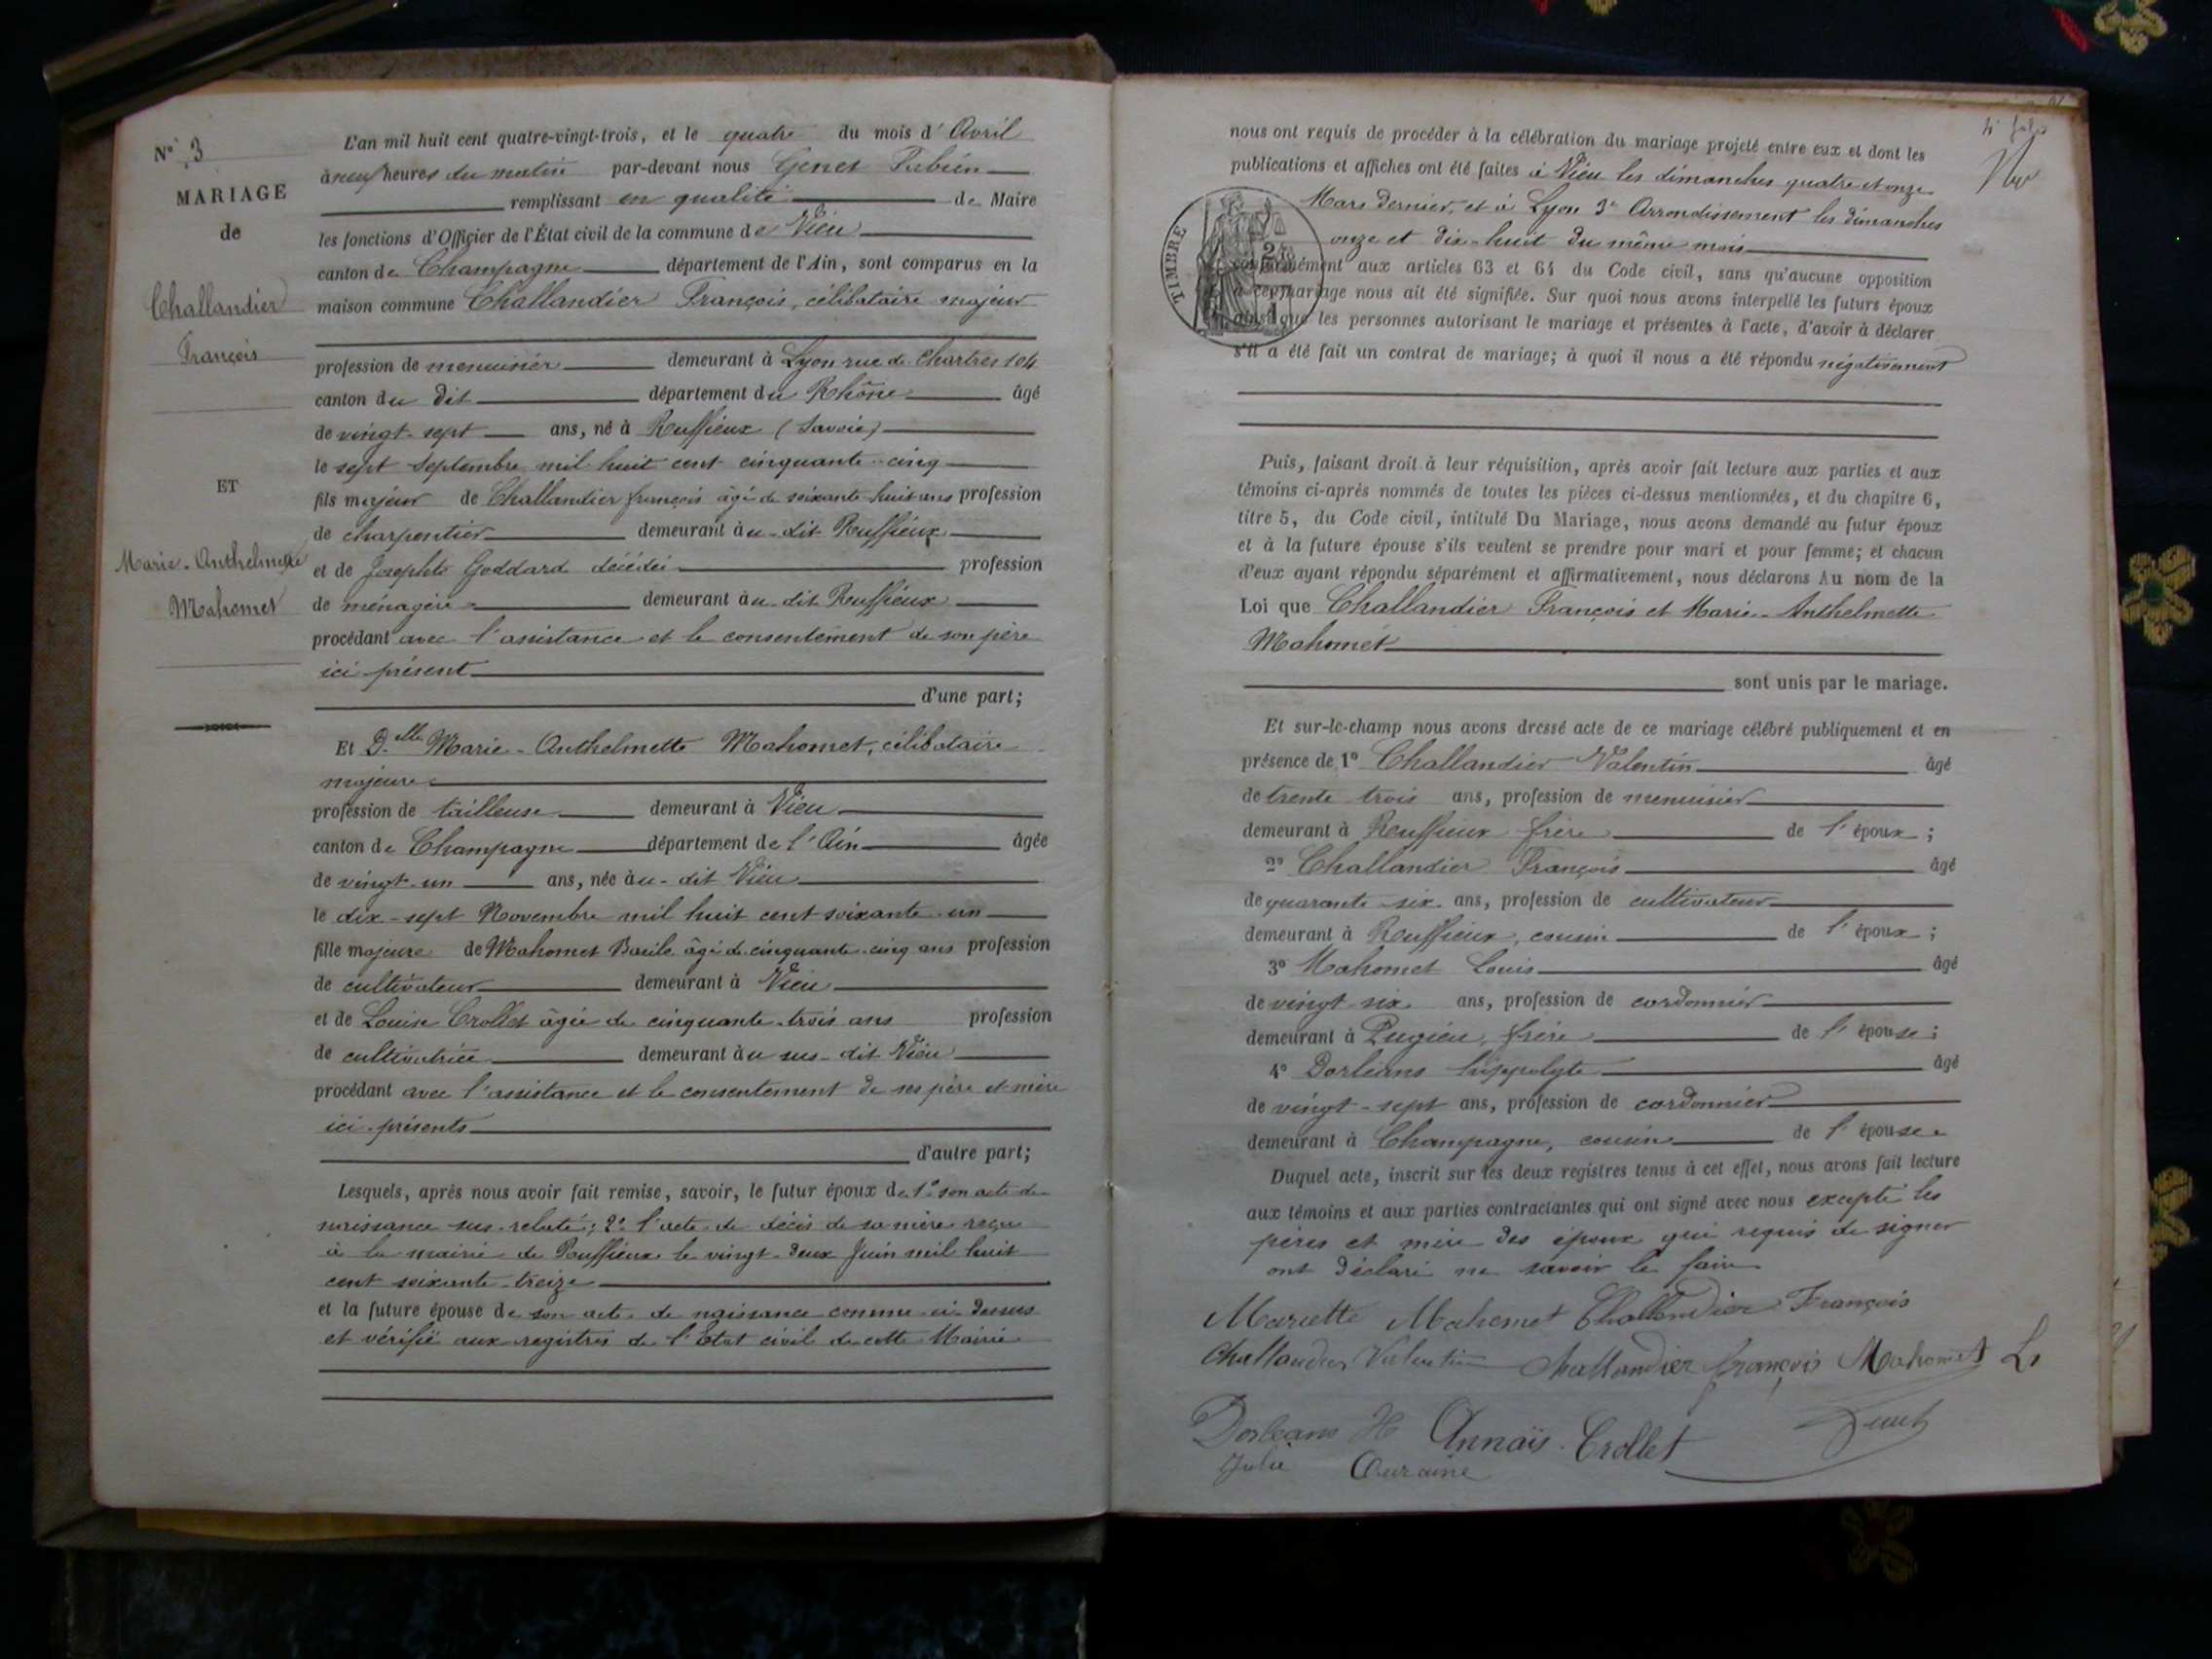 N° 3
MARIAGE
de
Challandier
François
ET
Marie-Anthelmette
Mahomet
L'an mil huit cent quatre-vingt-trois, et le quatre du mois d'Avril
à neuf heures du matin par-devant nous Genet Fabien
remplissant en qualité de Maire
les fonctions d'Officier de l'État civil de la commune de Vieu
canton de Champagne département de l'Ain, sont comparus en la
maison commune Challandier François, célibataire majeur
profession de menuisier demeurant à Lyon rue de Chartres 104
canton du dit département du Rhône âgé
de vingt-sept ans, né à Ruffieux (Savoie)
le sept Septembre mil huit cent cinquante-cinq
fils majeur de Challandier françois âgé de soixante-huit ans profession
de charpentier demeurant au-dit Ruffieux
et de Josephte Goddard décédée profession
de ménagère demeurant au-dit Ruffieux
procédant avec l'assistance et le consentement de son père
ici présent
d'une part;
Et Delle Marie-Anthelmette Mahomet, célibataire
majeure
profession de tailleuse demeurant à Vieu
canton de Champagne département de l'Ain âgée
de vingt-un ans, née au-dit Vieu
le dix-sept Novembre mil huit cent soixante-un
fille majeure de Mahomet Basile âgé de cinquante-cinq ans profession
de cultivateur demeurant à Vieu
et de Louise Crollet âgée de cinquante-trois ans profession
de cultivatrice demeurant au sus-dit Vieu
procédant avec l'assistance et le consentement de ses père et mère
ici présents
d'autre part;
Lesquels, après nous avoir fait remise, savoir, le futur époux de 1° son acte de
naissance sus-relaté; 2° l'acte de décès de sa mère reçu
à la mairie de Ruffieux le vingt-deux Juin mil huit
cent soixante-treize
et la future épouse de son acte de naissance comme ci-dessus
et vérifié aux registres de l'Etat civil de cette Mairie
nous ont requis de procéder à la célébration du mariage projeté entre eux et dont les
publications et affiches ont été faites à Vieu les dimanches quatre et onze
Mars dernier, et à Lyon 3e Arrondissement les dimanches
onze et dix-huit du même mois
TIMBRE
conformément aux articles 63 et 64 du Code civil, sans qu'aucune opposition
à ce mariage nous ait été signifiée. Sur quoi nous avons interpellé les futurs époux
ainsi que les personnes autorisant le mariage et présentes à l'acte, d'avoir à déclarer
s'il a été fait un contrat de mariage; à quoi il nous a été répondu négativement
Puis, faisant droit à leur réquisition, après avoir fait lecture aux parties et aux
témoins ci-après nommés de toutes les pièces ci-dessus mentionnées, et du chapitre 6,
titre 5, du Code civil, intitulé Du Mariage, nous avons demandé au futur époux
et à la future épouse s'ils veulent se prendre pour mari et pour femme; et chacun
d'eux ayant répondu séparément et affirmativement, nous déclarons Au nom de la
Loi que Challandier François et Marie-Anthelmette
Mahomet
sont unis par le mariage.
Et sur-le-champ nous avons dressé acte de ce mariage célébré publiquement et en
présence de 1° Challandier Valentin âgé
de trente trois ans, profession de menuisier
demeurant à Ruffieux frère de l'époux;
2° Challandier François âgé
de quarante-six ans, profession de cultivateur
demeurant à Ruffieux, cousin de l'époux;
3° Mahomet Louis âgé
de vingt-six ans, profession de cordonnier
demeurant à Pugieu, frère de l'épouse;
4° Dorléans hippolyte âgé
de vingt-sept ans, profession de cordonnier
demeurant à Champagne, cousin de l'épouse
Duquel acte, inscrit sur les deux registres tenus à cet effet, nous avons fait lecture
aux témoins et aux parties contractantes qui ont signé avec nous excepté les
pères et mère des époux qui requis de signer
ont déclaré ne savoir le faire
Mariette Mahomet Challandier François
Challandier Valentin Challandier françois Mahomet Ls
Dorleans H Annaïs Crollet Genet
Julie